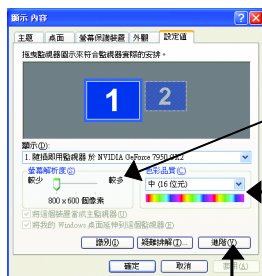 顯示 內容
主題 桌面 螢幕保護裝置 外觀 設定值
拖曳監視器圖示來符合監視器實際的安排。
1 2
顯示(D):
1. 隨插即用監視器 於 NVIDIA GeForce 7950 GX2
螢幕解析度(S)
較少 較多
800 x 600 個像素
色彩品質(C)
中 (16 位元)
將這個裝置當成主監視器(U)
將我的 Windows 桌面延伸到這個監視器(E)
識別(I) 疑難排解(T)... 進階(V)
確定 取消